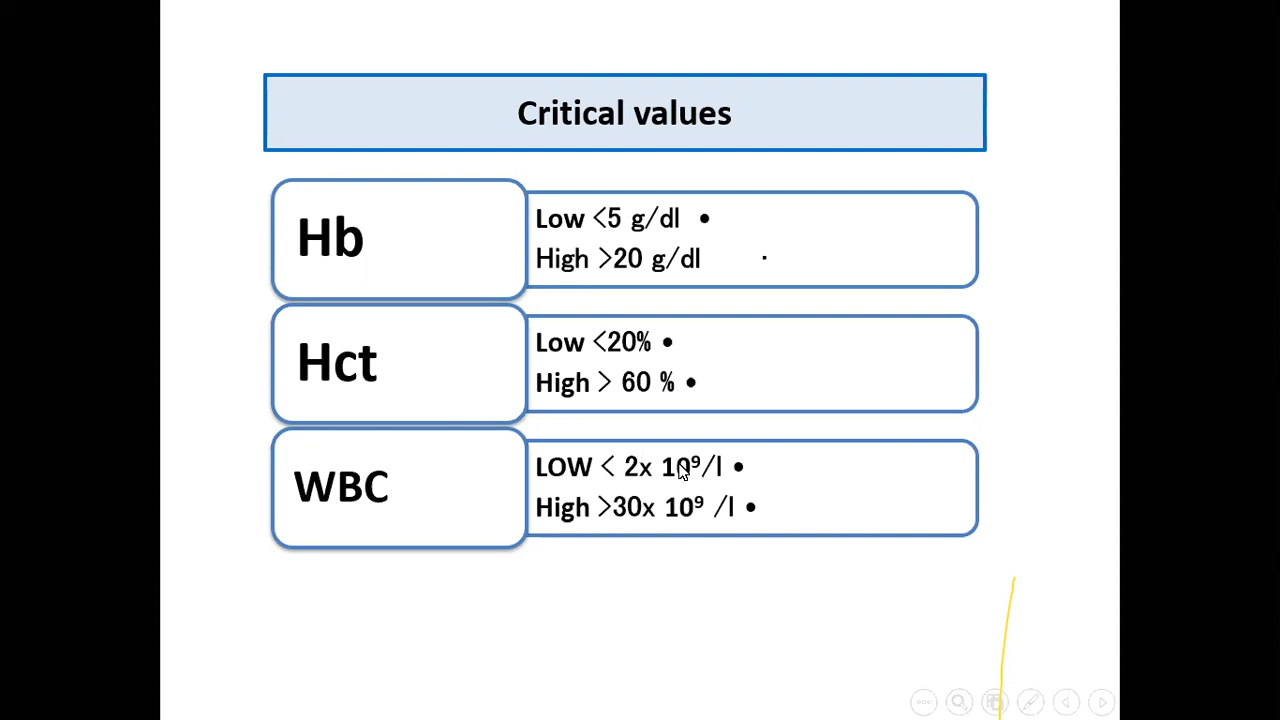 Critical values
Hb
Low <5 g/dl •
High >20 g/dl •
Hct
Low <20% •
High > 60 % •
WBC
LOW < 2x 10⁹/l •
High >30x 10⁹ /l •